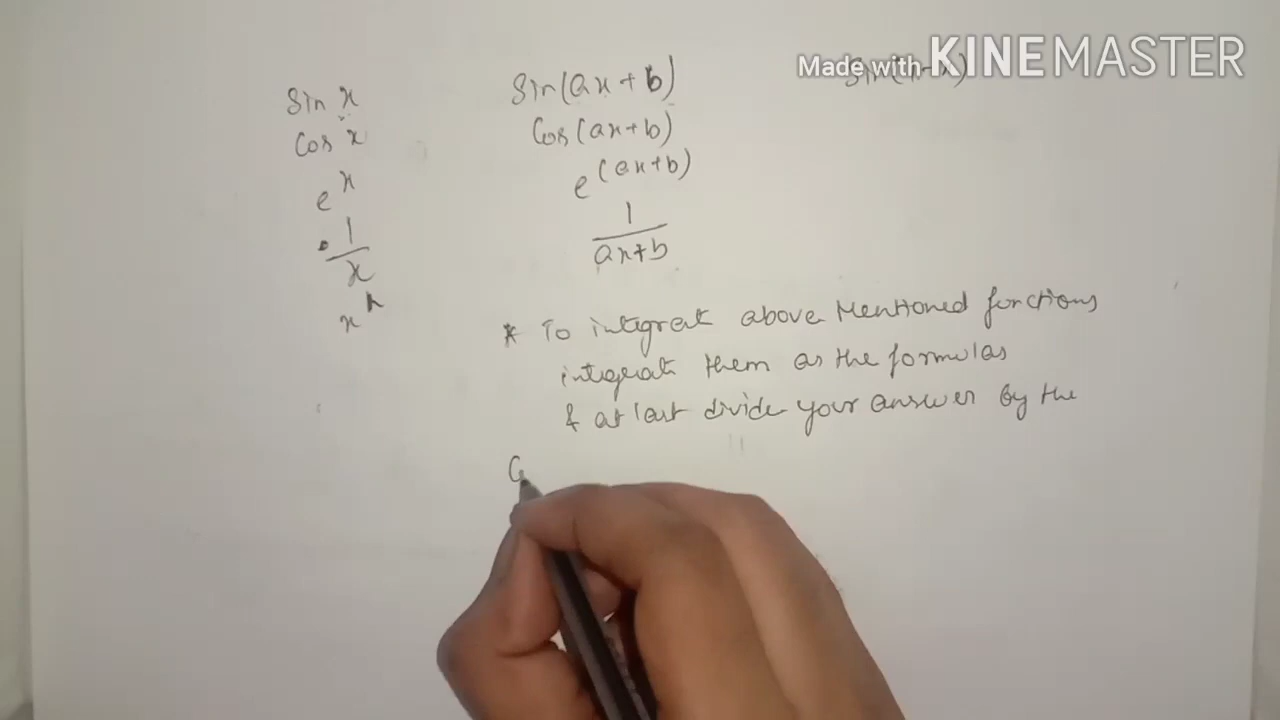 Made with KINEMASTER
Sin x
Cos x
e^x
1/x
x^n
Sin(ax+b)
Cos(ax+b)
e^(ax+b)
1/ax+b
* To integrat above Mentioned functions
integrate them as the formulas
& at last divide your answer by the
C